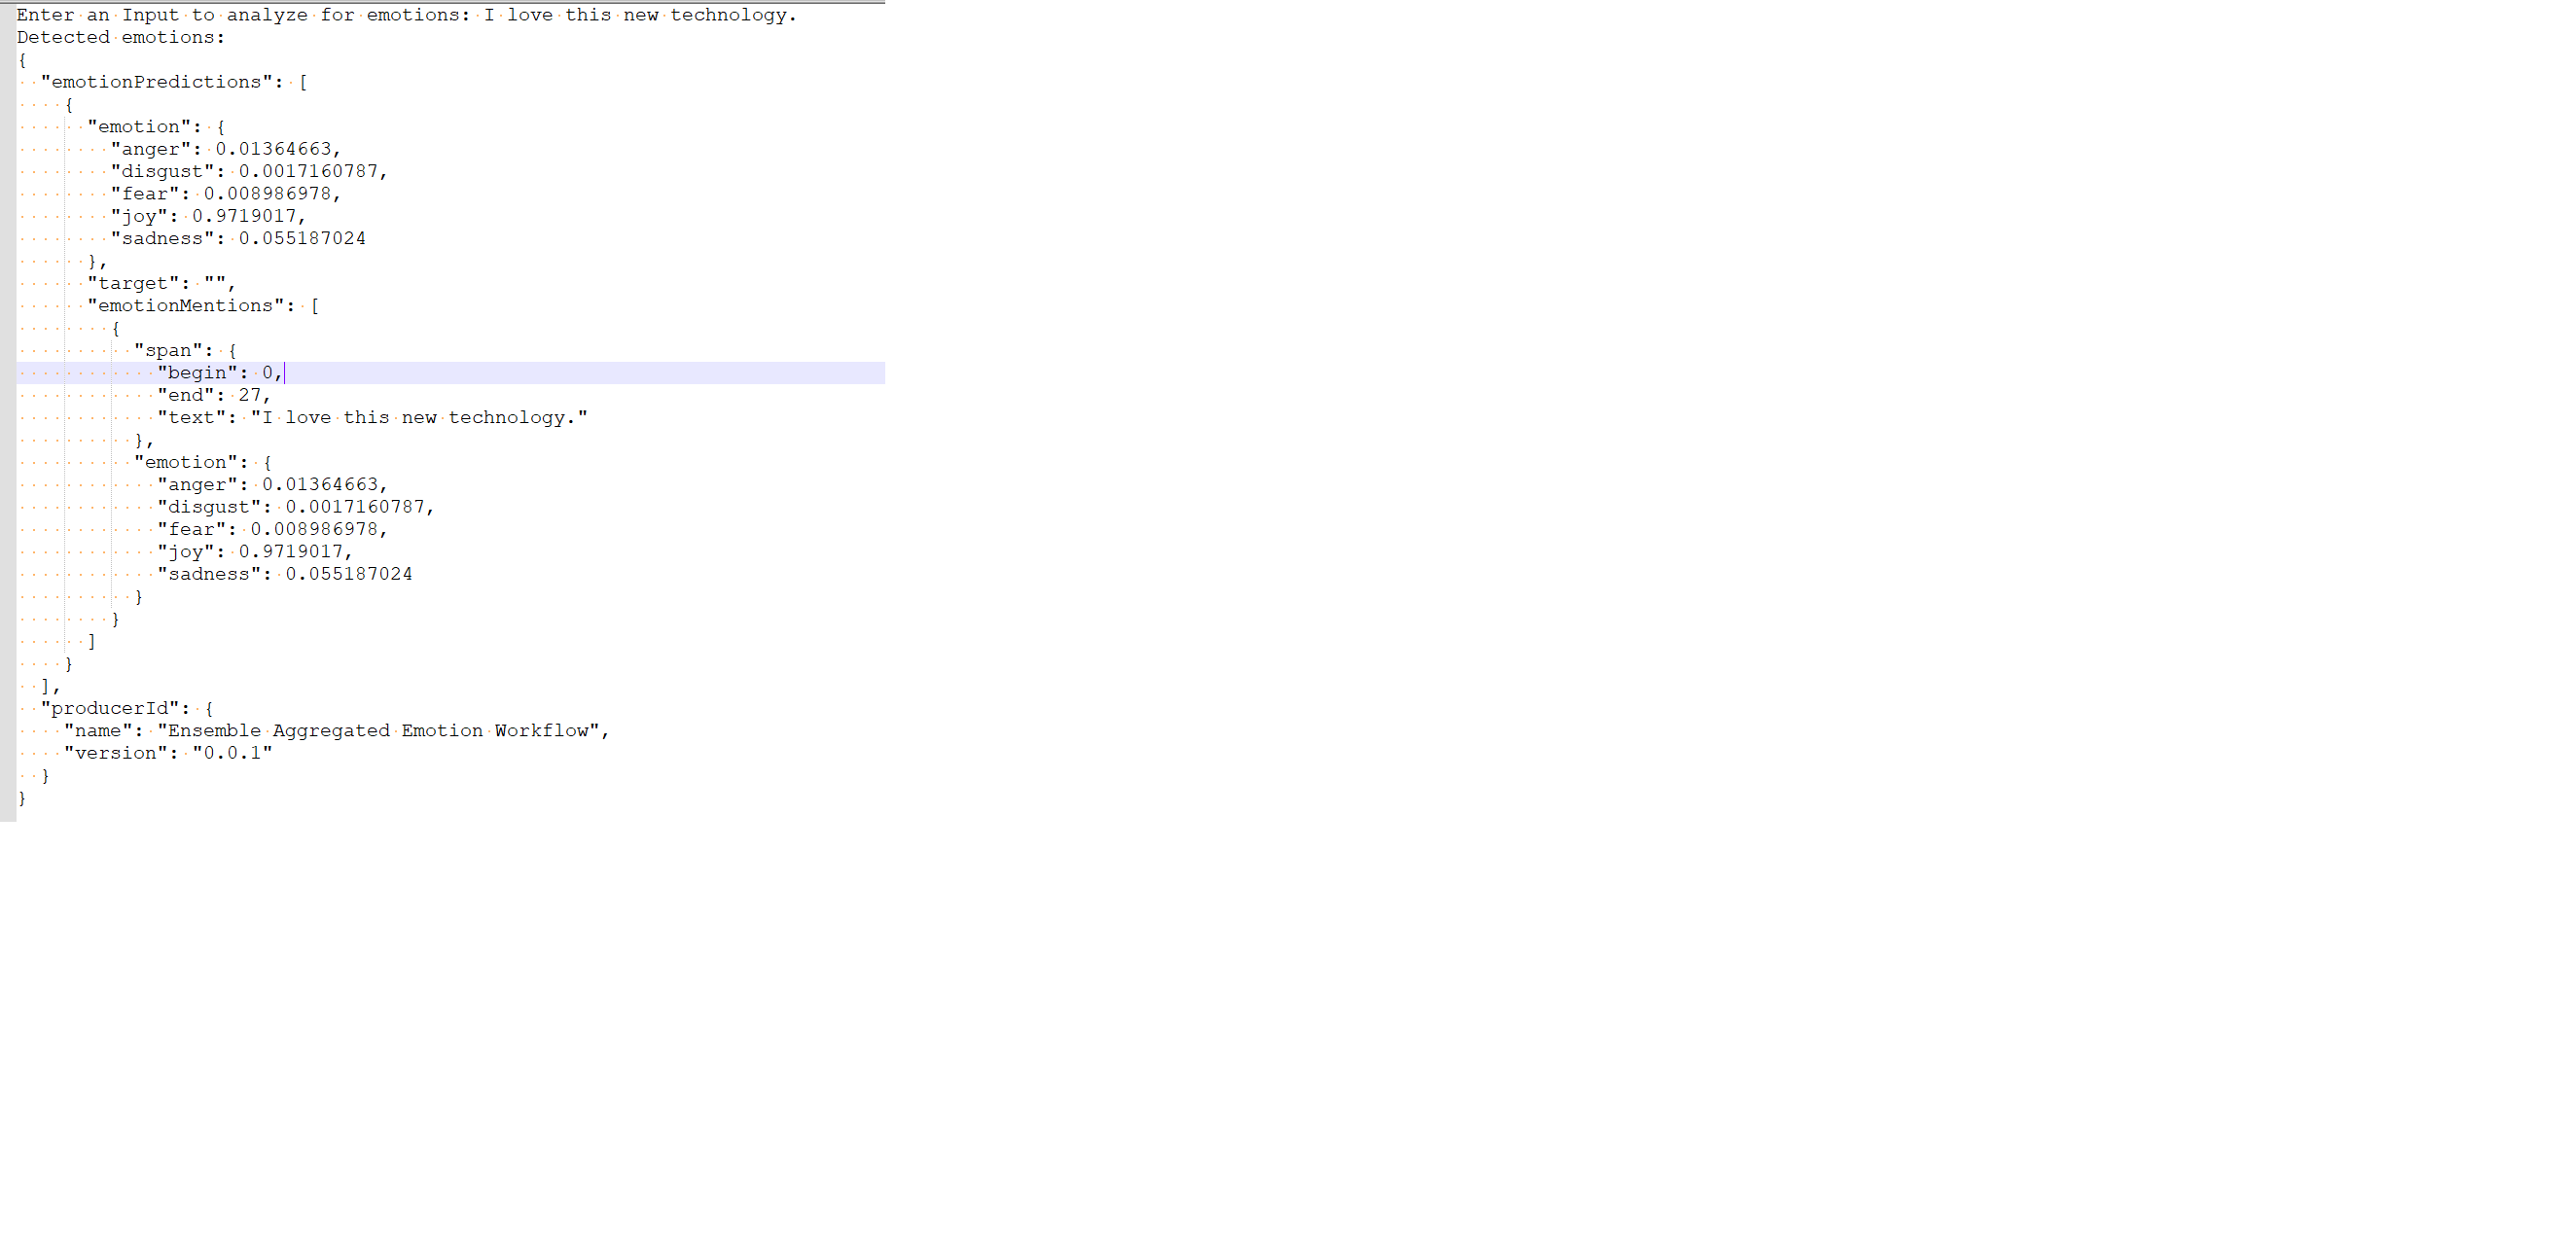 Enter an Input to analyze for emotions: I love this new technology.
Detected emotions:
{
  "emotionPredictions": [
    {
      "emotion": {
        "anger": 0.01364663,
        "disgust": 0.0017160787,
        "fear": 0.008986978,
        "joy": 0.9719017,
        "sadness": 0.055187024
      },
      "target": "",
      "emotionMentions": [
        {
          "span": {
            "begin": 0,
            "end": 27,
            "text": "I love this new technology."
          },
          "emotion": {
            "anger": 0.01364663,
            "disgust": 0.0017160787,
            "fear": 0.008986978,
            "joy": 0.9719017,
            "sadness": 0.055187024
          }
        }
      ]
    }
  ],
  "producerId": {
    "name": "Ensemble Aggregated Emotion Workflow",
    "version": "0.0.1"
  }
}